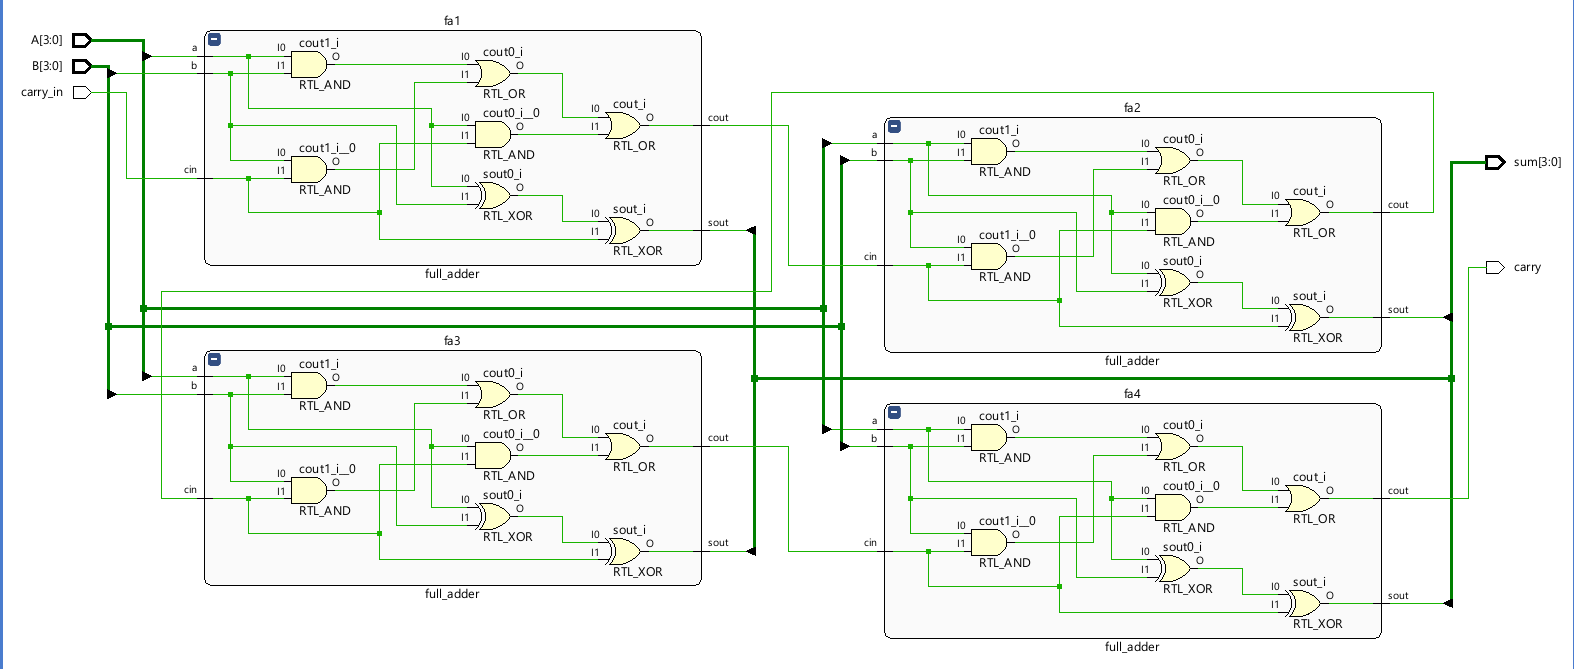 fa1
A[3:0]
B[3:0]
carry_in
a
b
cin
I0
I1
cout1_i
O
RTL_AND
I0
I1
cout1_i__0
O
RTL_AND
I0
I1
cout0_i
O
RTL_OR
I0
I1
cout0_i__0
O
RTL_AND
I0
I1
sout0_i
O
RTL_XOR
I0
I1
cout_i
O
RTL_OR
I0
I1
sout_i
O
RTL_XOR
cout
sout
full_adder
fa2
a
b
cin
I0
I1
cout1_i
O
RTL_AND
I0
I1
cout1_i__0
O
RTL_AND
I0
I1
cout0_i
O
RTL_OR
I0
I1
cout0_i__0
O
RTL_AND
I0
I1
sout0_i
O
RTL_XOR
I0
I1
cout_i
O
RTL_OR
I0
I1
sout_i
O
RTL_XOR
cout
sout
full_adder
sum[3:0]
carry
fa3
a
b
cin
I0
I1
cout1_i
O
RTL_AND
I0
I1
cout1_i__0
O
RTL_AND
I0
I1
cout0_i
O
RTL_OR
I0
I1
cout0_i__0
O
RTL_AND
I0
I1
sout0_i
O
RTL_XOR
I0
I1
cout_i
O
RTL_OR
I0
I1
sout_i
O
RTL_XOR
cout
sout
full_adder
fa4
a
b
cin
I0
I1
cout1_i
O
RTL_AND
I0
I1
cout1_i__0
O
RTL_AND
I0
I1
cout0_i
O
RTL_OR
I0
I1
cout0_i__0
O
RTL_AND
I0
I1
sout0_i
O
RTL_XOR
I0
I1
cout_i
O
RTL_OR
I0
I1
sout_i
O
RTL_XOR
cout
sout
full_adder